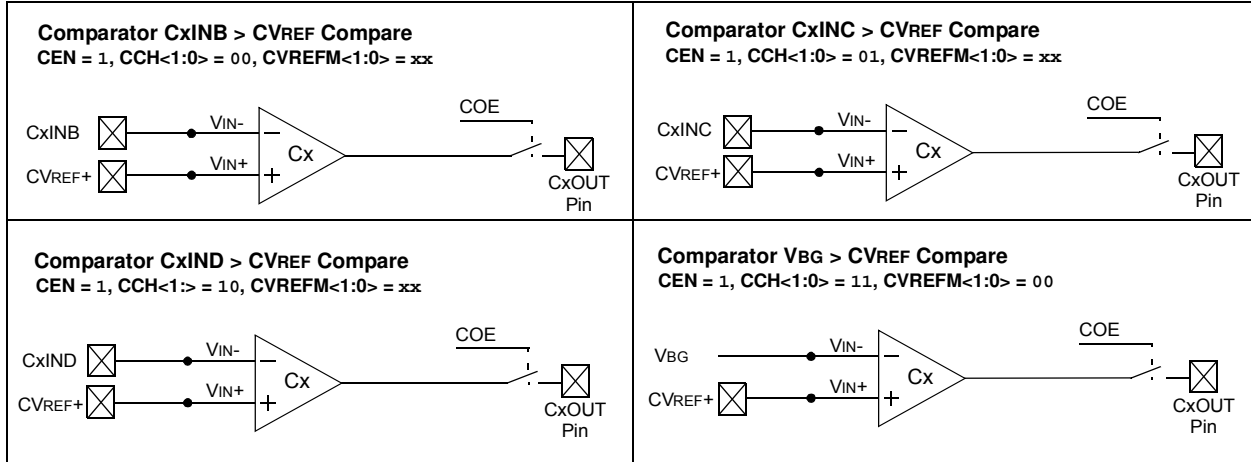 Comparator CxINB > CVREF Compare
CEN = 1, CCH<1:0> = 00, CVREFM<1:0> = xx
COE
CxINB
VIN-
-
Cx
CVREF+
VIN+
+
CxOUT
Pin
Comparator CxINC > CVREF Compare
CEN = 1, CCH<1:0> = 01, CVREFM<1:0> = xx
COE
CxINC
VIN-
-
Cx
CVREF+
VIN+
+
CxOUT
Pin
Comparator CxIND > CVREF Compare
CEN = 1, CCH<1:> = 10, CVREFM<1:0> = xx
COE
CxIND
VIN-
-
Cx
CVREF+
VIN+
+
CxOUT
Pin
Comparator VBG > CVREF Compare
CEN = 1, CCH<1:0> = 11, CVREFM<1:0> = 00
COE
VBG
VIN-
-
Cx
CVREF+
VIN+
+
CxOUT
Pin